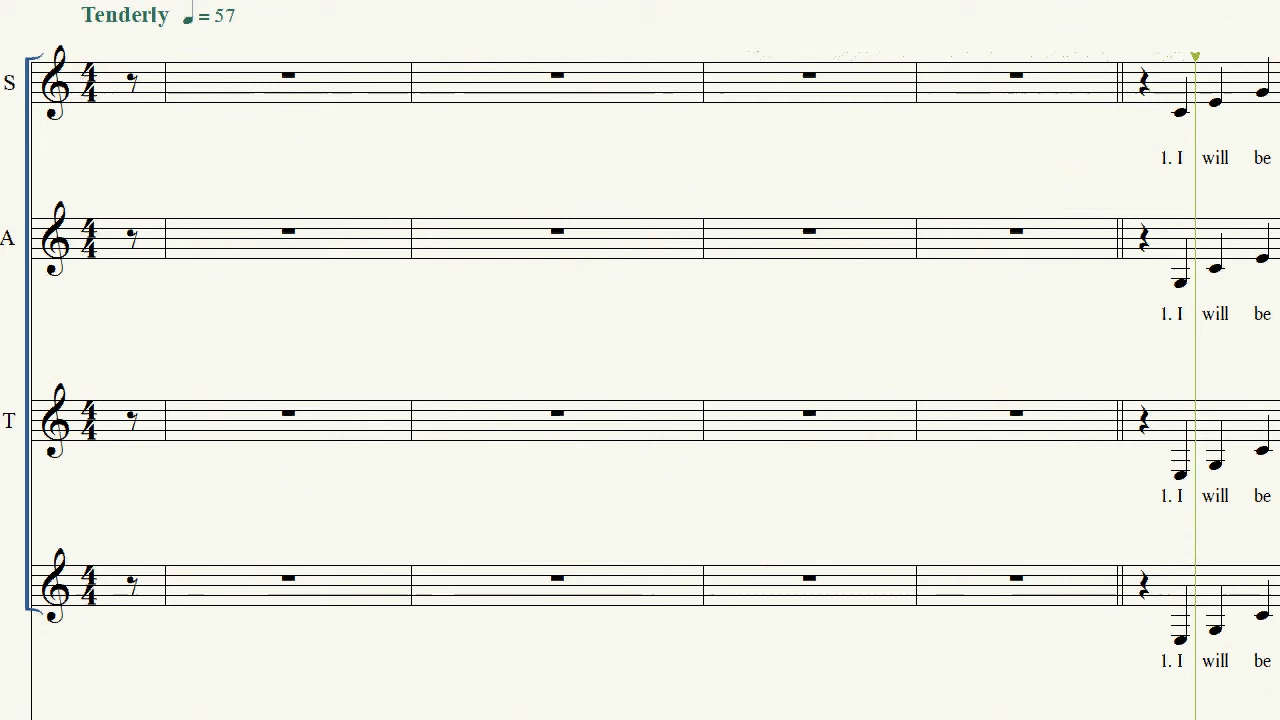 Tenderly = 57
S
1. I will be
A
1. I will be
T
1. I will be
1. I will be